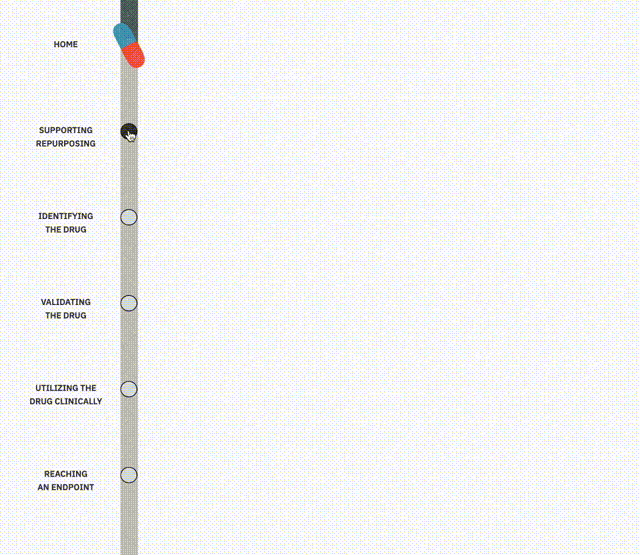 HOME
SUPPORTING
REPURPOSING
IDENTIFYING
THE DRUG
VALIDATING
THE DRUG
UTILIZING THE
DRUG CLINICALLY
REACHING
AN ENDPOINT